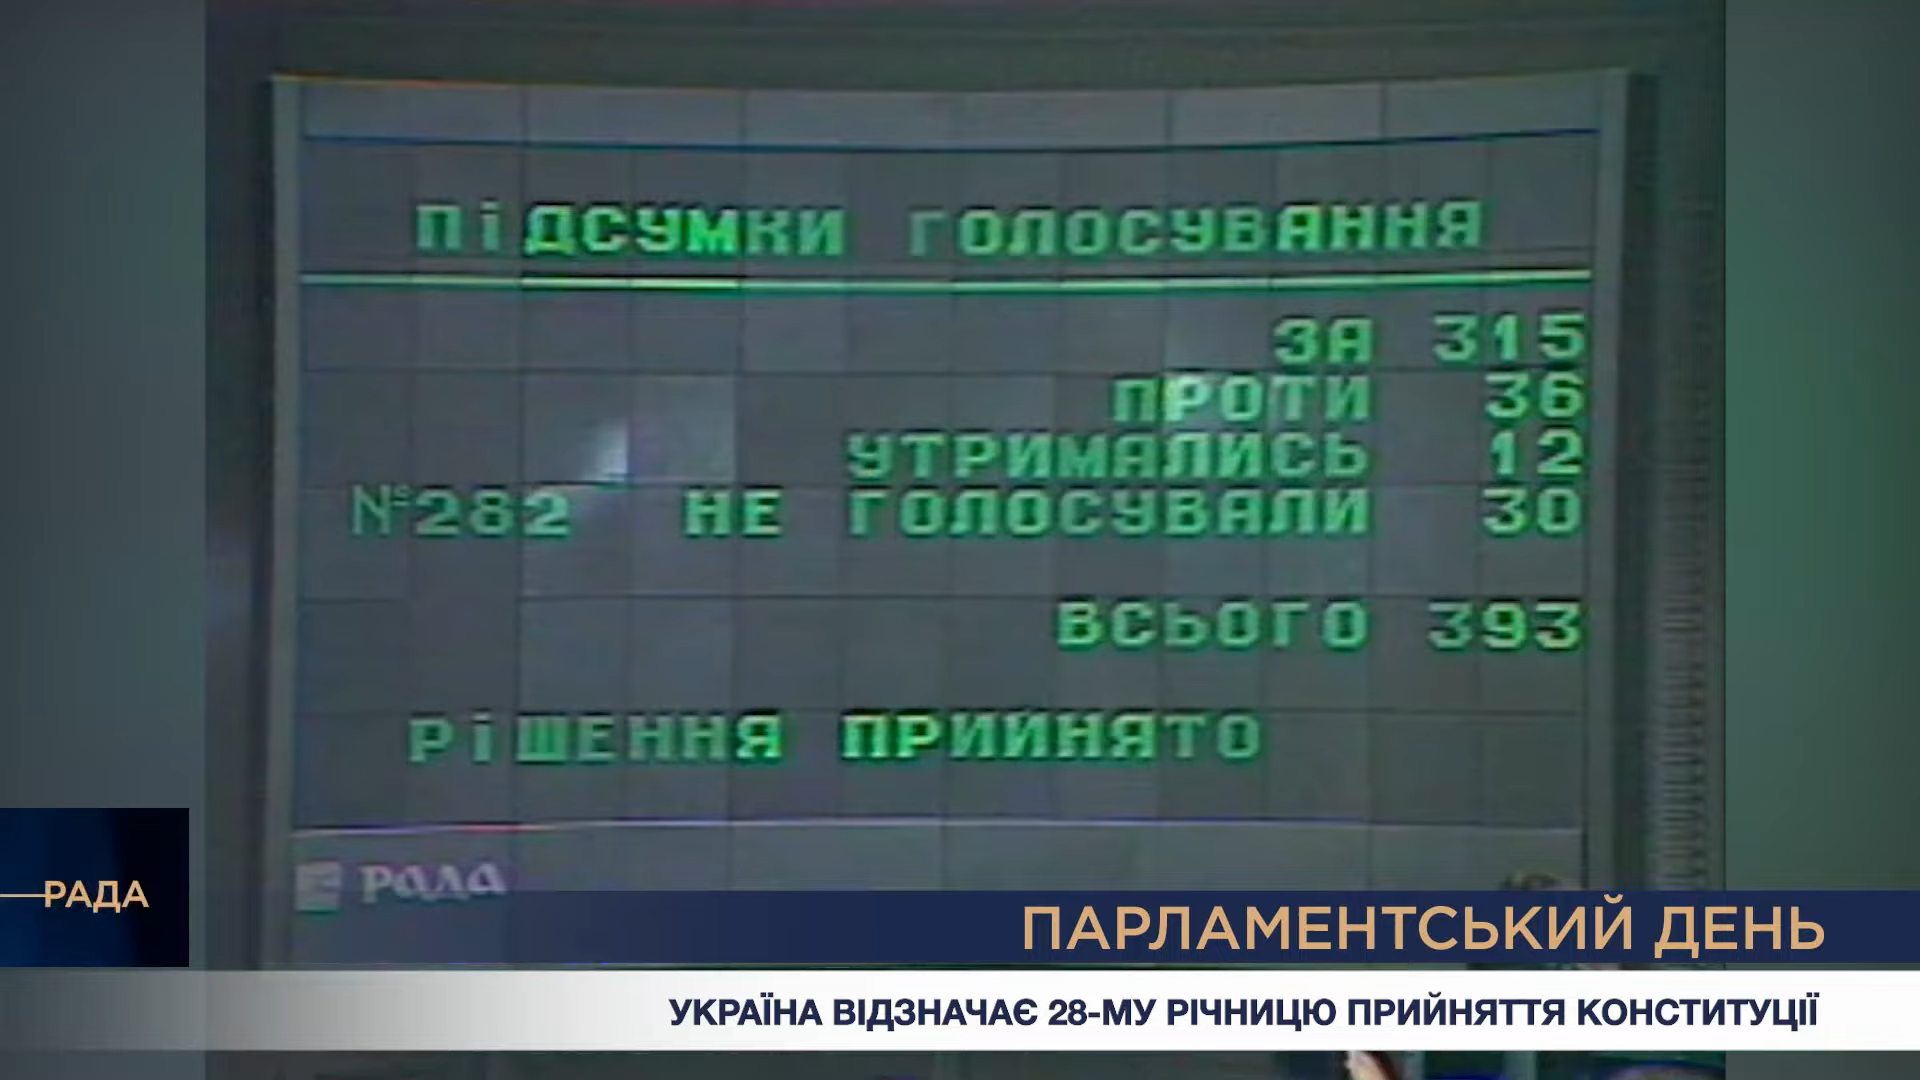 ПІДСУМКИ ГОЛОСУВАННЯ
ЗА 315
ПРОТИ 36
УТРИМАЛИСЬ 12
№282 НЕ ГОЛОСУВАЛИ 30
ВСЬОГО 393
РІШЕННЯ ПРИЙНЯТО
РАДА
РАДА
ПАРЛАМЕНТСЬКИЙ ДЕНЬ
УКРАЇНА ВІДЗНАЧАЄ 28-МУ РІЧНИЦЮ ПРИЙНЯТТЯ КОНСТИТУЦІЇ